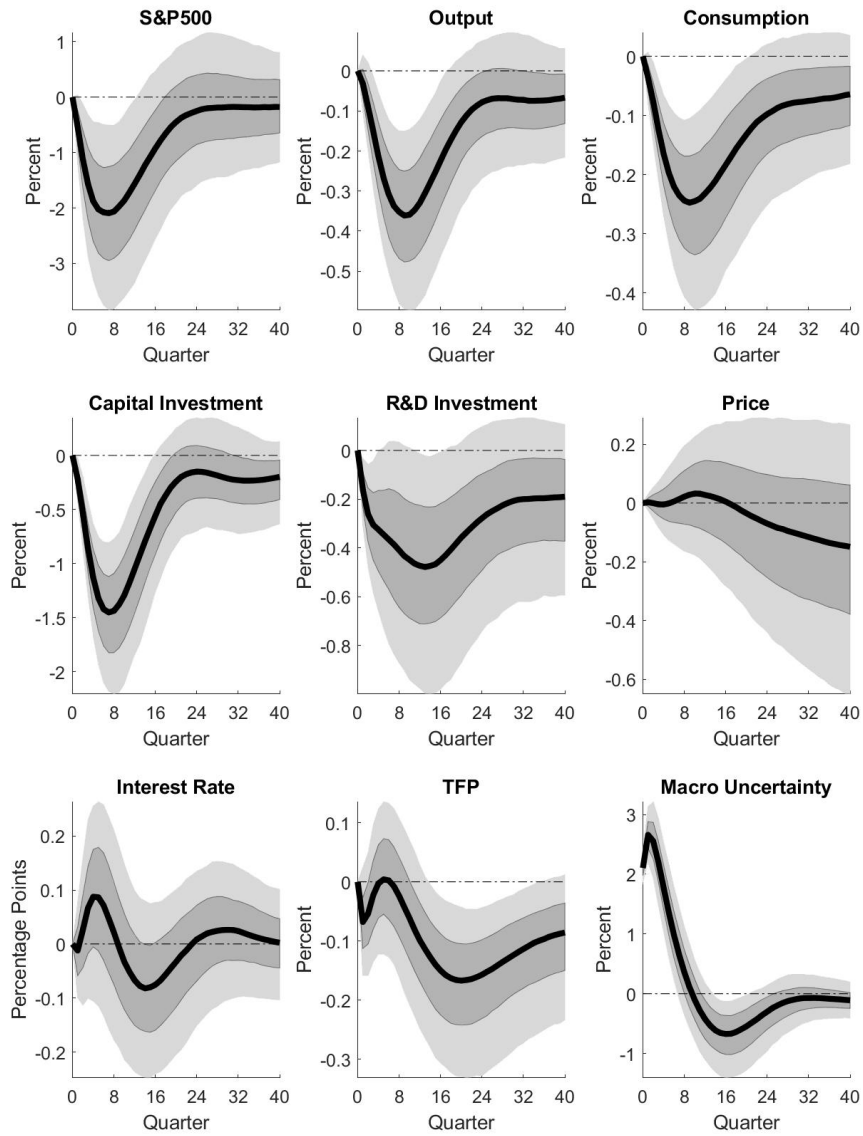 S&P500 Output Consumption
1
0
-1
-2
-3
Percent
0 8 16 24 32 40
Quarter
0
-0.1
-0.2
-0.3
-0.4
-0.5
Percent
0 8 16 24 32 40
Quarter
0
-0.1
-0.2
-0.3
-0.4
Percent
0 8 16 24 32 40
Quarter
Capital Investment R&D Investment Price
0
-0.5
-1
-1.5
-2
Percent
0 8 16 24 32 40
Quarter
0
-0.2
-0.4
-0.6
-0.8
Percent
0 8 16 24 32 40
Quarter
0.2
0
-0.2
-0.4
-0.6
Percent
0 8 16 24 32 40
Quarter
Interest Rate TFP Macro Uncertainty
0.2
0.1
0
-0.1
-0.2
Percentage Points
0 8 16 24 32 40
Quarter
0.1
0
-0.1
-0.2
-0.3
Percent
0 8 16 24 32 40
Quarter
3
2
1
0
-1
Percent
0 8 16 24 32 40
Quarter